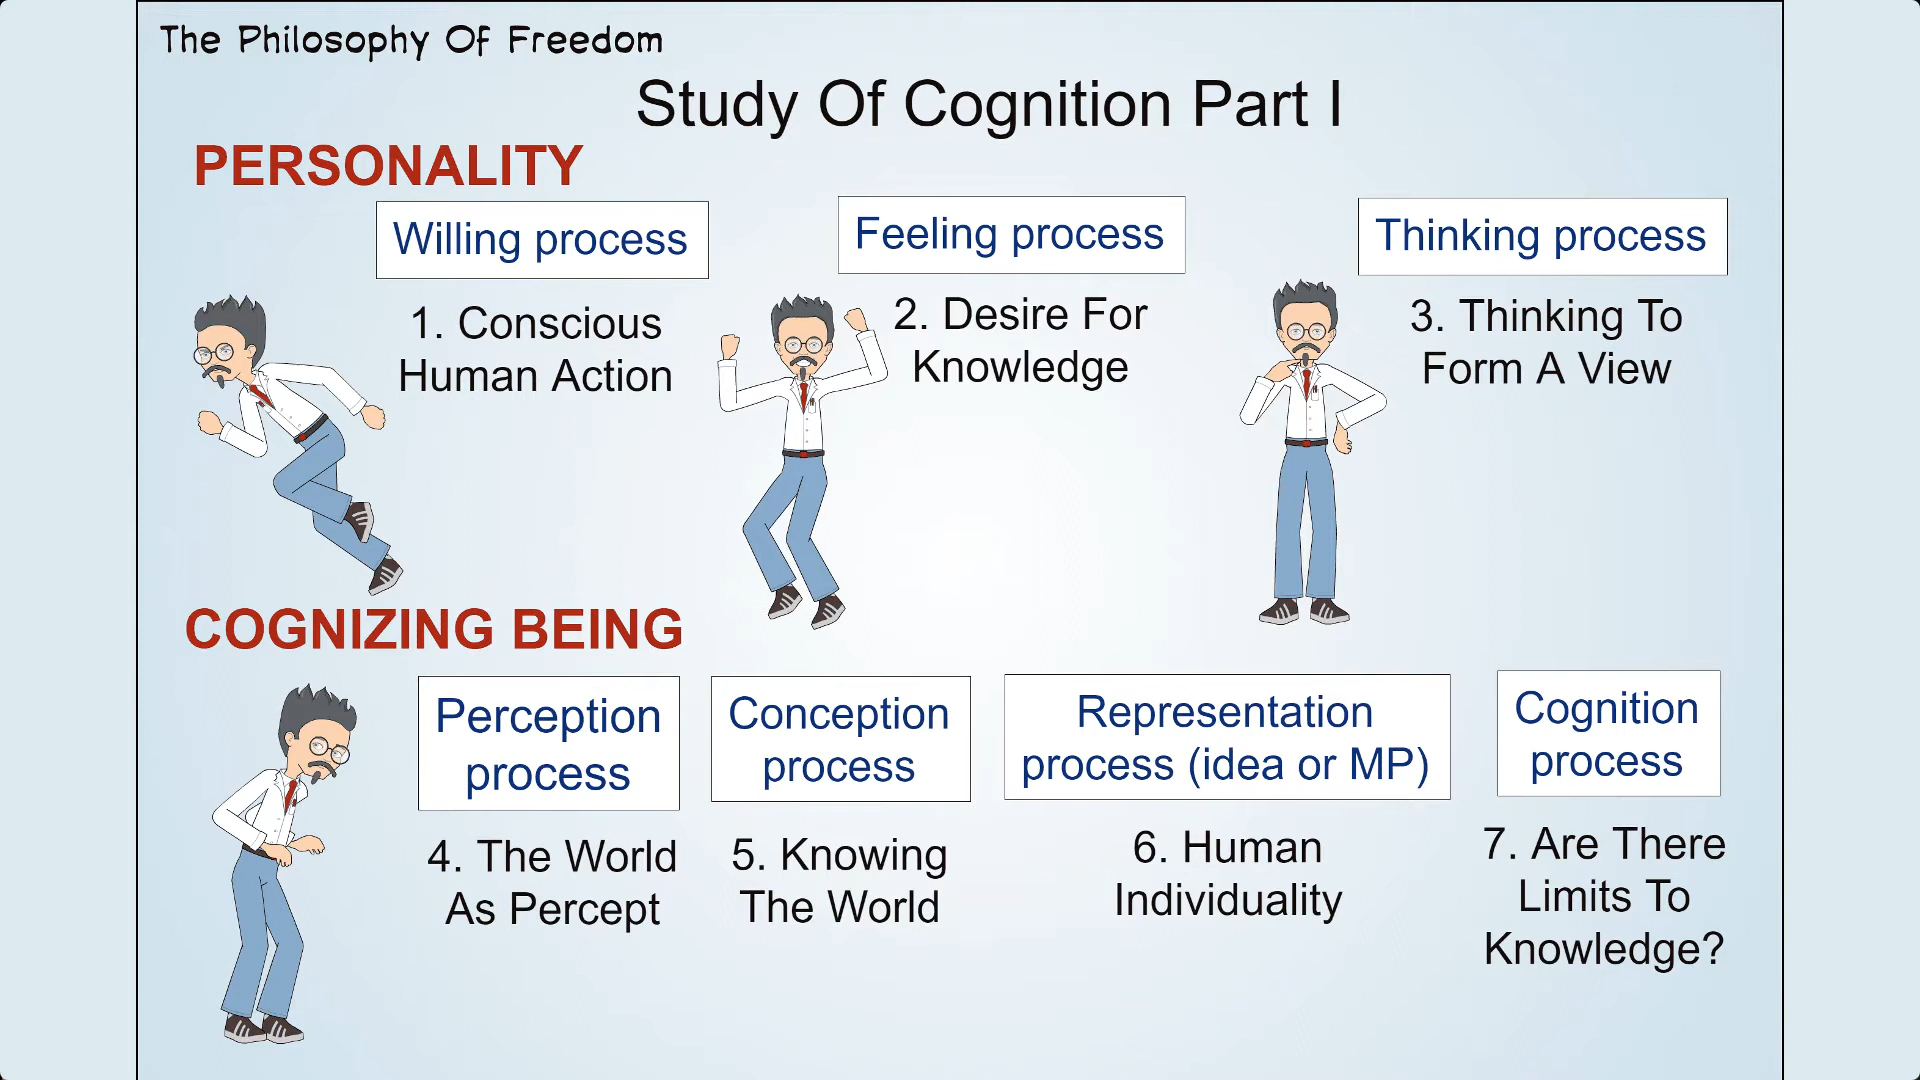 The Philosophy Of Freedom
Study Of Cognition Part I
PERSONALITY
Willing process
1. Conscious
Human Action
Feeling process
2. Desire For
Knowledge
Thinking process
3. Thinking To
Form A View
COGNIZING BEING
Perception
process
4. The World
As Percept
Conception
process
5. Knowing
The World
Representation
process (idea or MP)
6. Human
Individuality
Cognition
process
7. Are There
Limits To
Knowledge?